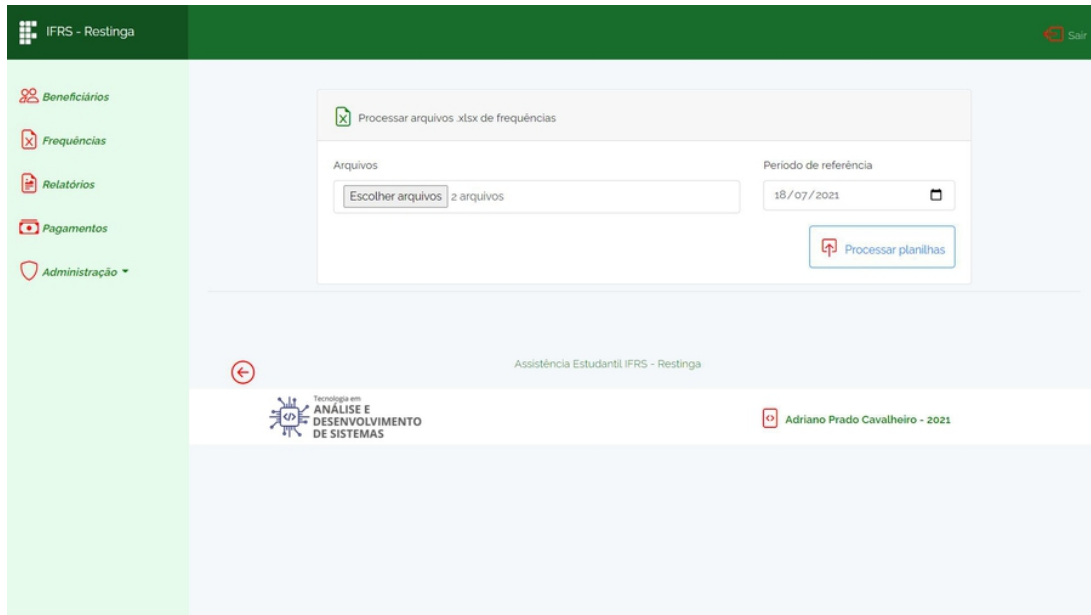 IFRS - Restinga
Sair
Beneficiários
Frequências
Relatórios
Pagamentos
Administração
Processar arquivos .xlsx de frequências
Arquivos
Escolher arquivos 2 arquivos
Período de referência
18/07/2021
Processar planilhas
Assistência Estudantil IFRS - Restinga
Tecnologia em
ANÁLISE E
DESENVOLVIMENTO
DE SISTEMAS
Adriano Prado Cavalheiro - 2021